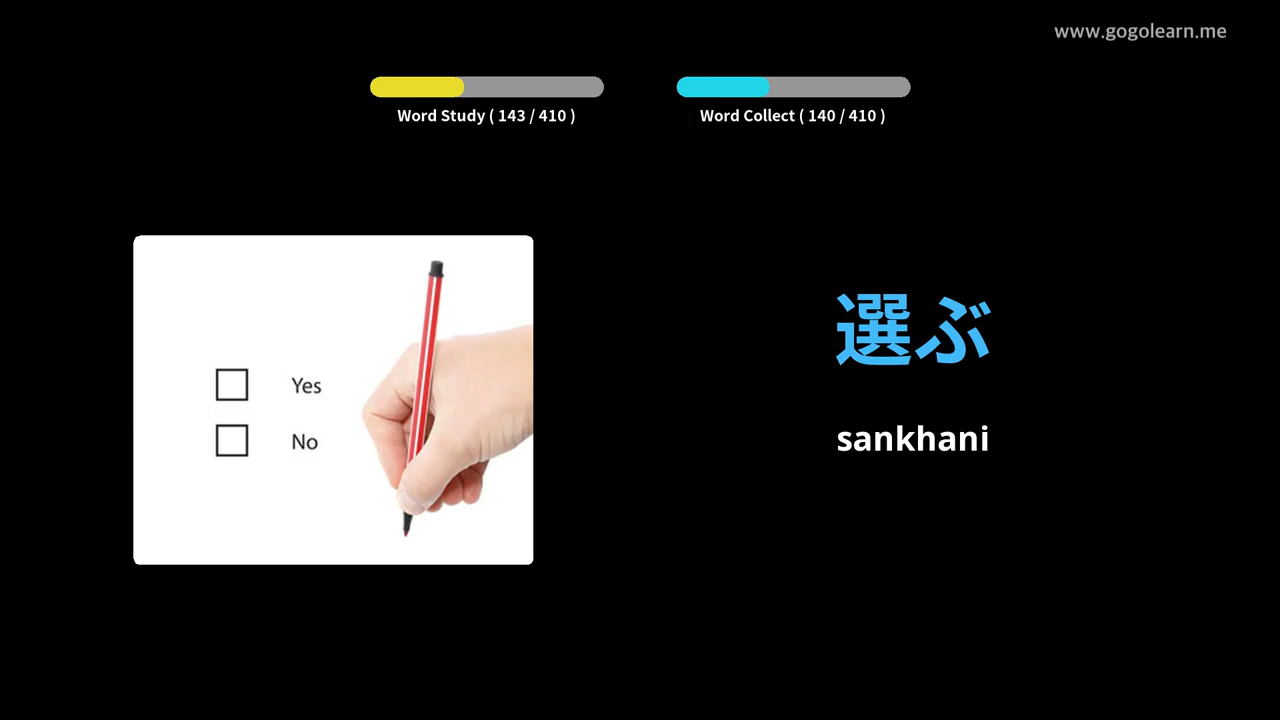 www.gogolearn.me
Word Study ( 143 / 410 )
Word Collect ( 140 / 410 )
Yes
No
選ぶ
sankhani